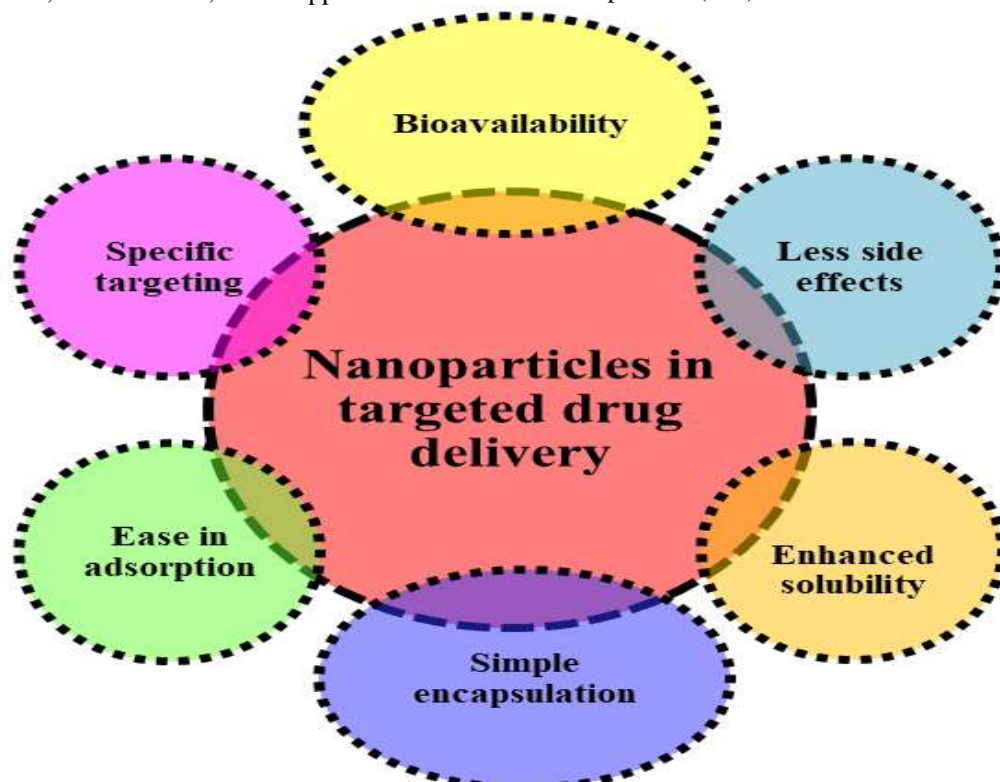 Bioavailability
Specific
targeting
Less side
effects
Nanoparticles in
targeted drug
delivery
Ease in
adsorption
Enhanced
solubility
Simple
encapsulation